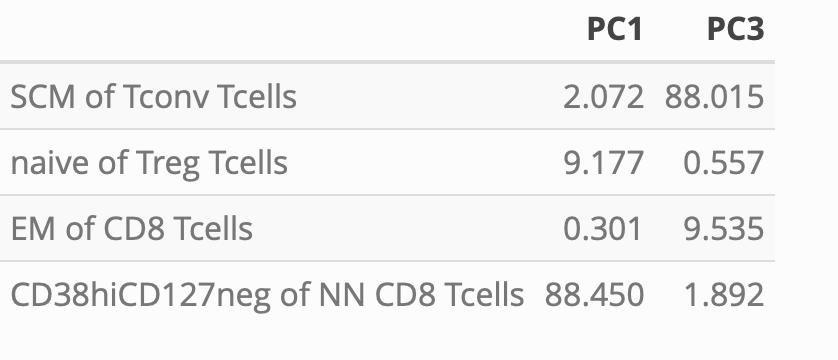 PC1 PC3
SCM of Tconv Tcells 2.072 88.015
naive of Treg Tcells 9.177 0.557
EM of CD8 Tcells 0.301 9.535
CD38hiCD127neg of NN CD8 Tcells 88.450 1.892